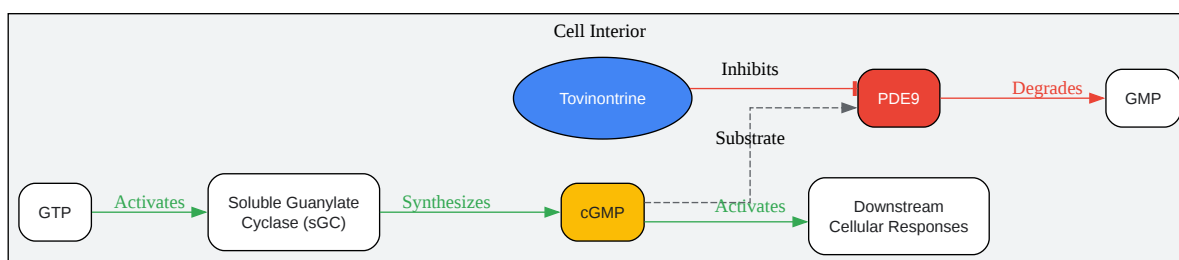 Cell Interior
Inhibits
Tovinontrine
PDE9
Degrades
GMP
Substrate
GTP
Activates
Soluble Guanylate
Cyclase (sGC)
Synthesizes
cGMP
Activates
Downstream
Cellular Responses